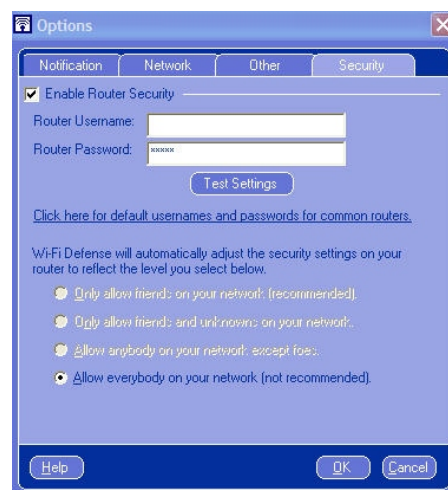 Options
Notification Network Other Security
Enable Router Security
Router Username:
Router Password: xxxxx
Test Settings
Click here for default usernames and passwords for common routers.
Wi-Fi Defense will automatically adjust the security settings on your
router to reflect the level you select below.
Only allow friends on your network (recommended).
Only allow friends and unknowns on your network.
Allow anybody on your network except foes.
Allow everybody on your network (not recommended).
Help OK Cancel